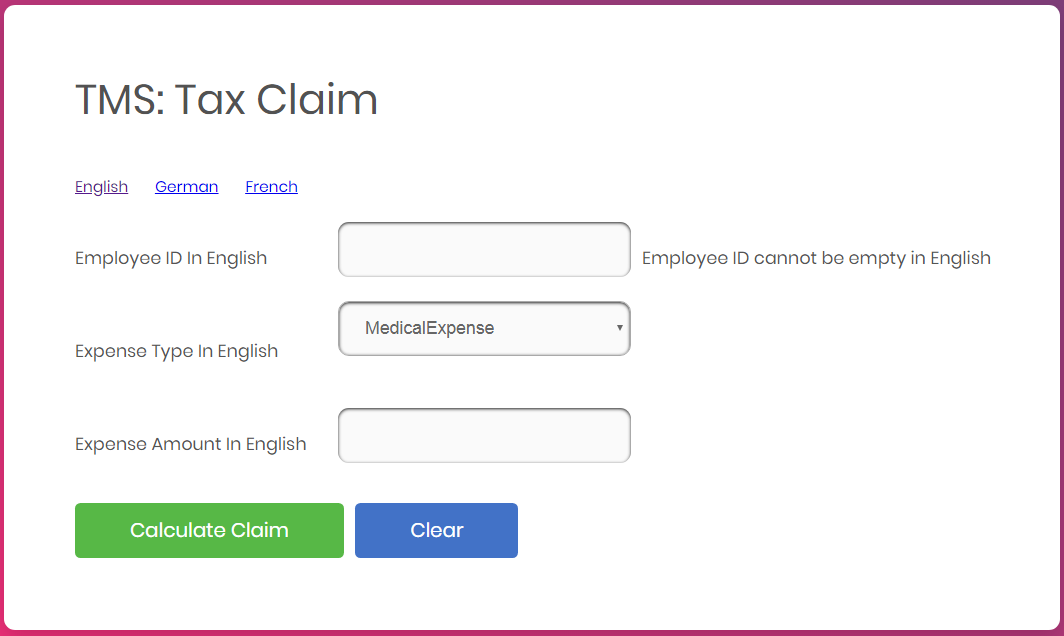 TMS: Tax Claim
English German French
Employee ID In English Employee ID cannot be empty in English
MedicalExpense
Expense Type In English
Expense Amount In English
Calculate Claim Clear